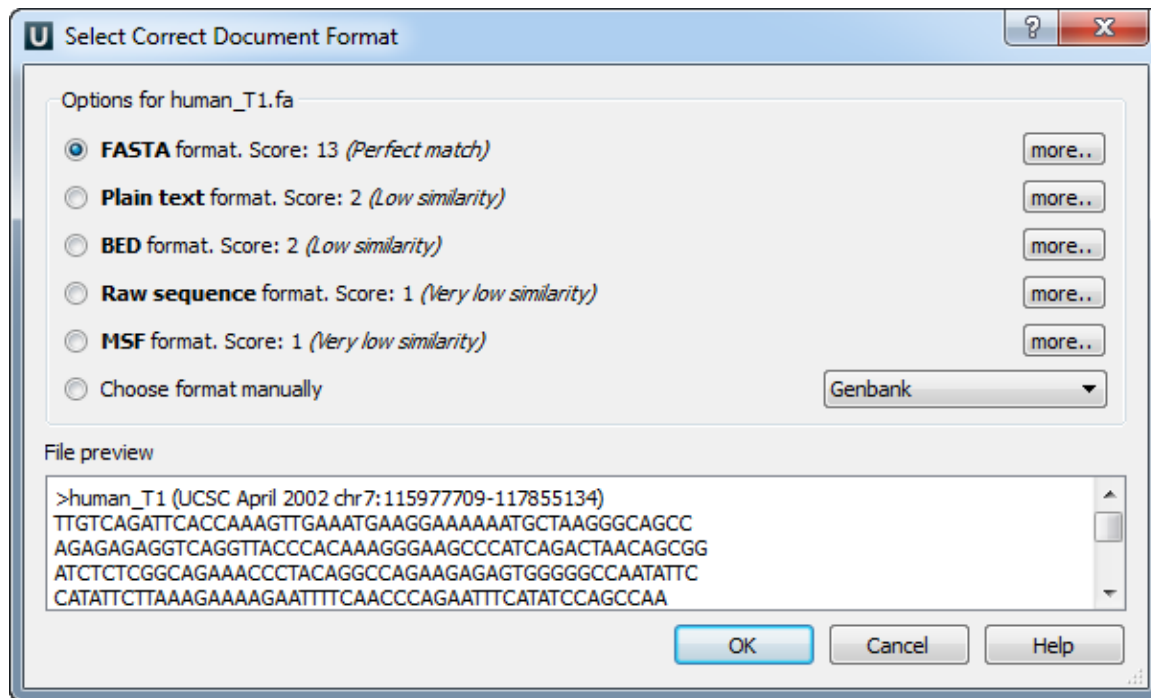 U Select Correct Document Format
Options for human_T1.fa
FASTA format. Score: 13 (Perfect match) more..
Plain text format. Score: 2 (Low similarity) more..
BED format. Score: 2 (Low similarity) more..
Raw sequence format. Score: 1 (Very low similarity) more..
MSF format. Score: 1 (Very low similarity) more..
Choose format manually Genbank
File preview
>human_T1 (UCSC April 2002 chr7:115977709-117855134)
TTGTCAGATTCACCAAAGTTGAAATGAAGGAAAAAATGCTAAGGGCAGCC
AGAGAGAGGTCAGGTTACCCACAAAGGGAAGCCCATCAGACTAACAGCGG
ATCTCTCGGCAGAAACCCTACAGGCCAGAAGAGAGTGGGGGCCAATATTC
CATATTCTTAAAGAAAAGAATTTTCAACCCAGAATTTCATATCCAGCCAA
OK Cancel Help